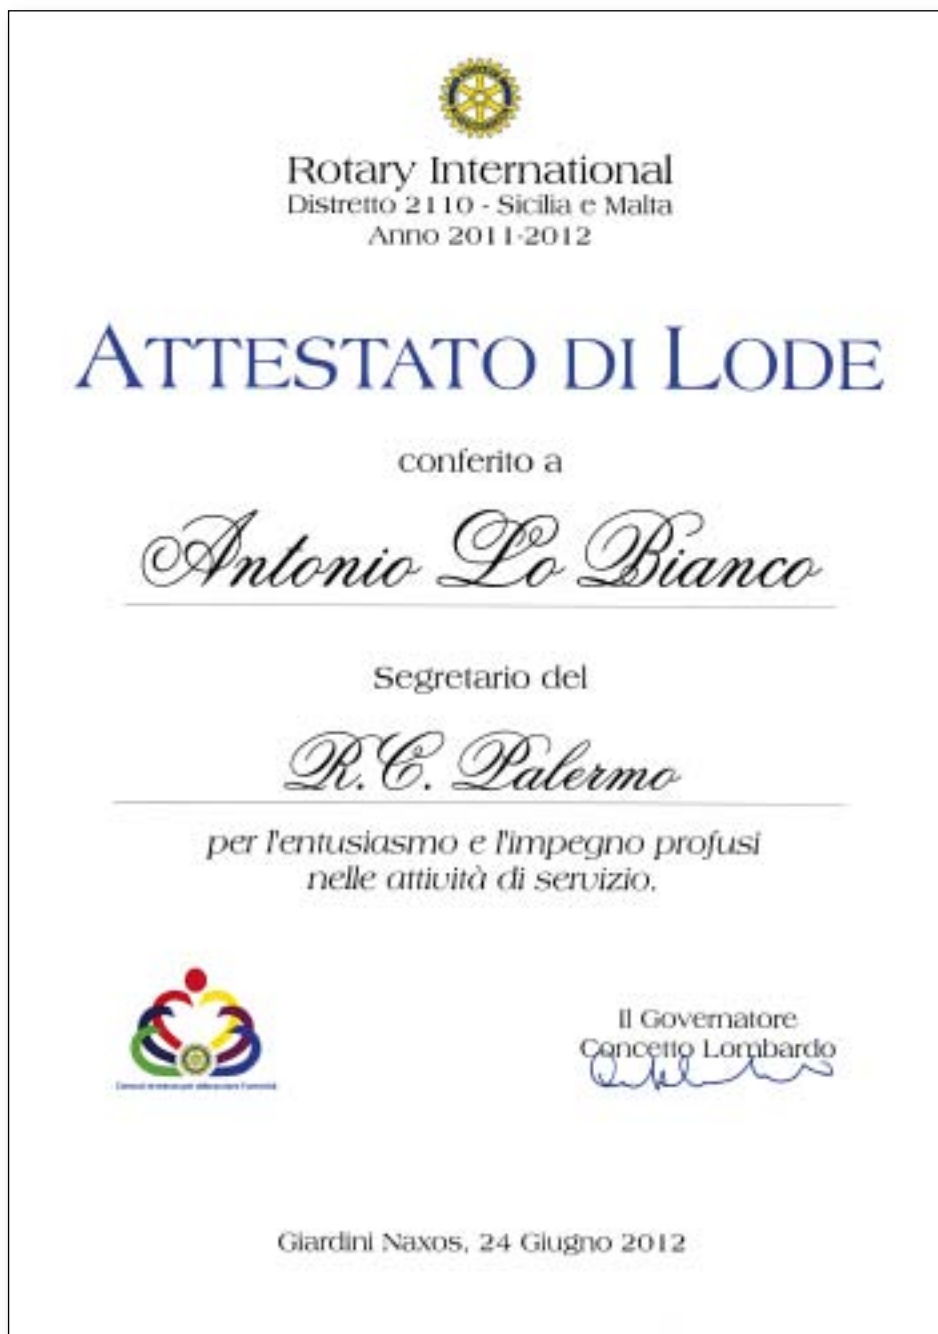 Rotary International
Distretto 2110 - Sicilia e Malta
Anno 2011-2012
ATTESTATO DI LODE
conferito a
Antonio Lo Bianco
Segretario del
R.C. Palermo
per l'entusiasmo e l'impegno profusi
nelle attività di servizio.
Il Governatore
Concetto Lombardo
Giardini Naxos, 24 Giugno 2012